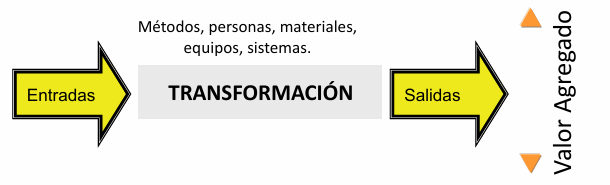 Métodos, personas, materiales,
equipos, sistemas.
Entradas
TRANSFORMACIÓN
Salidas
Valor Agregado